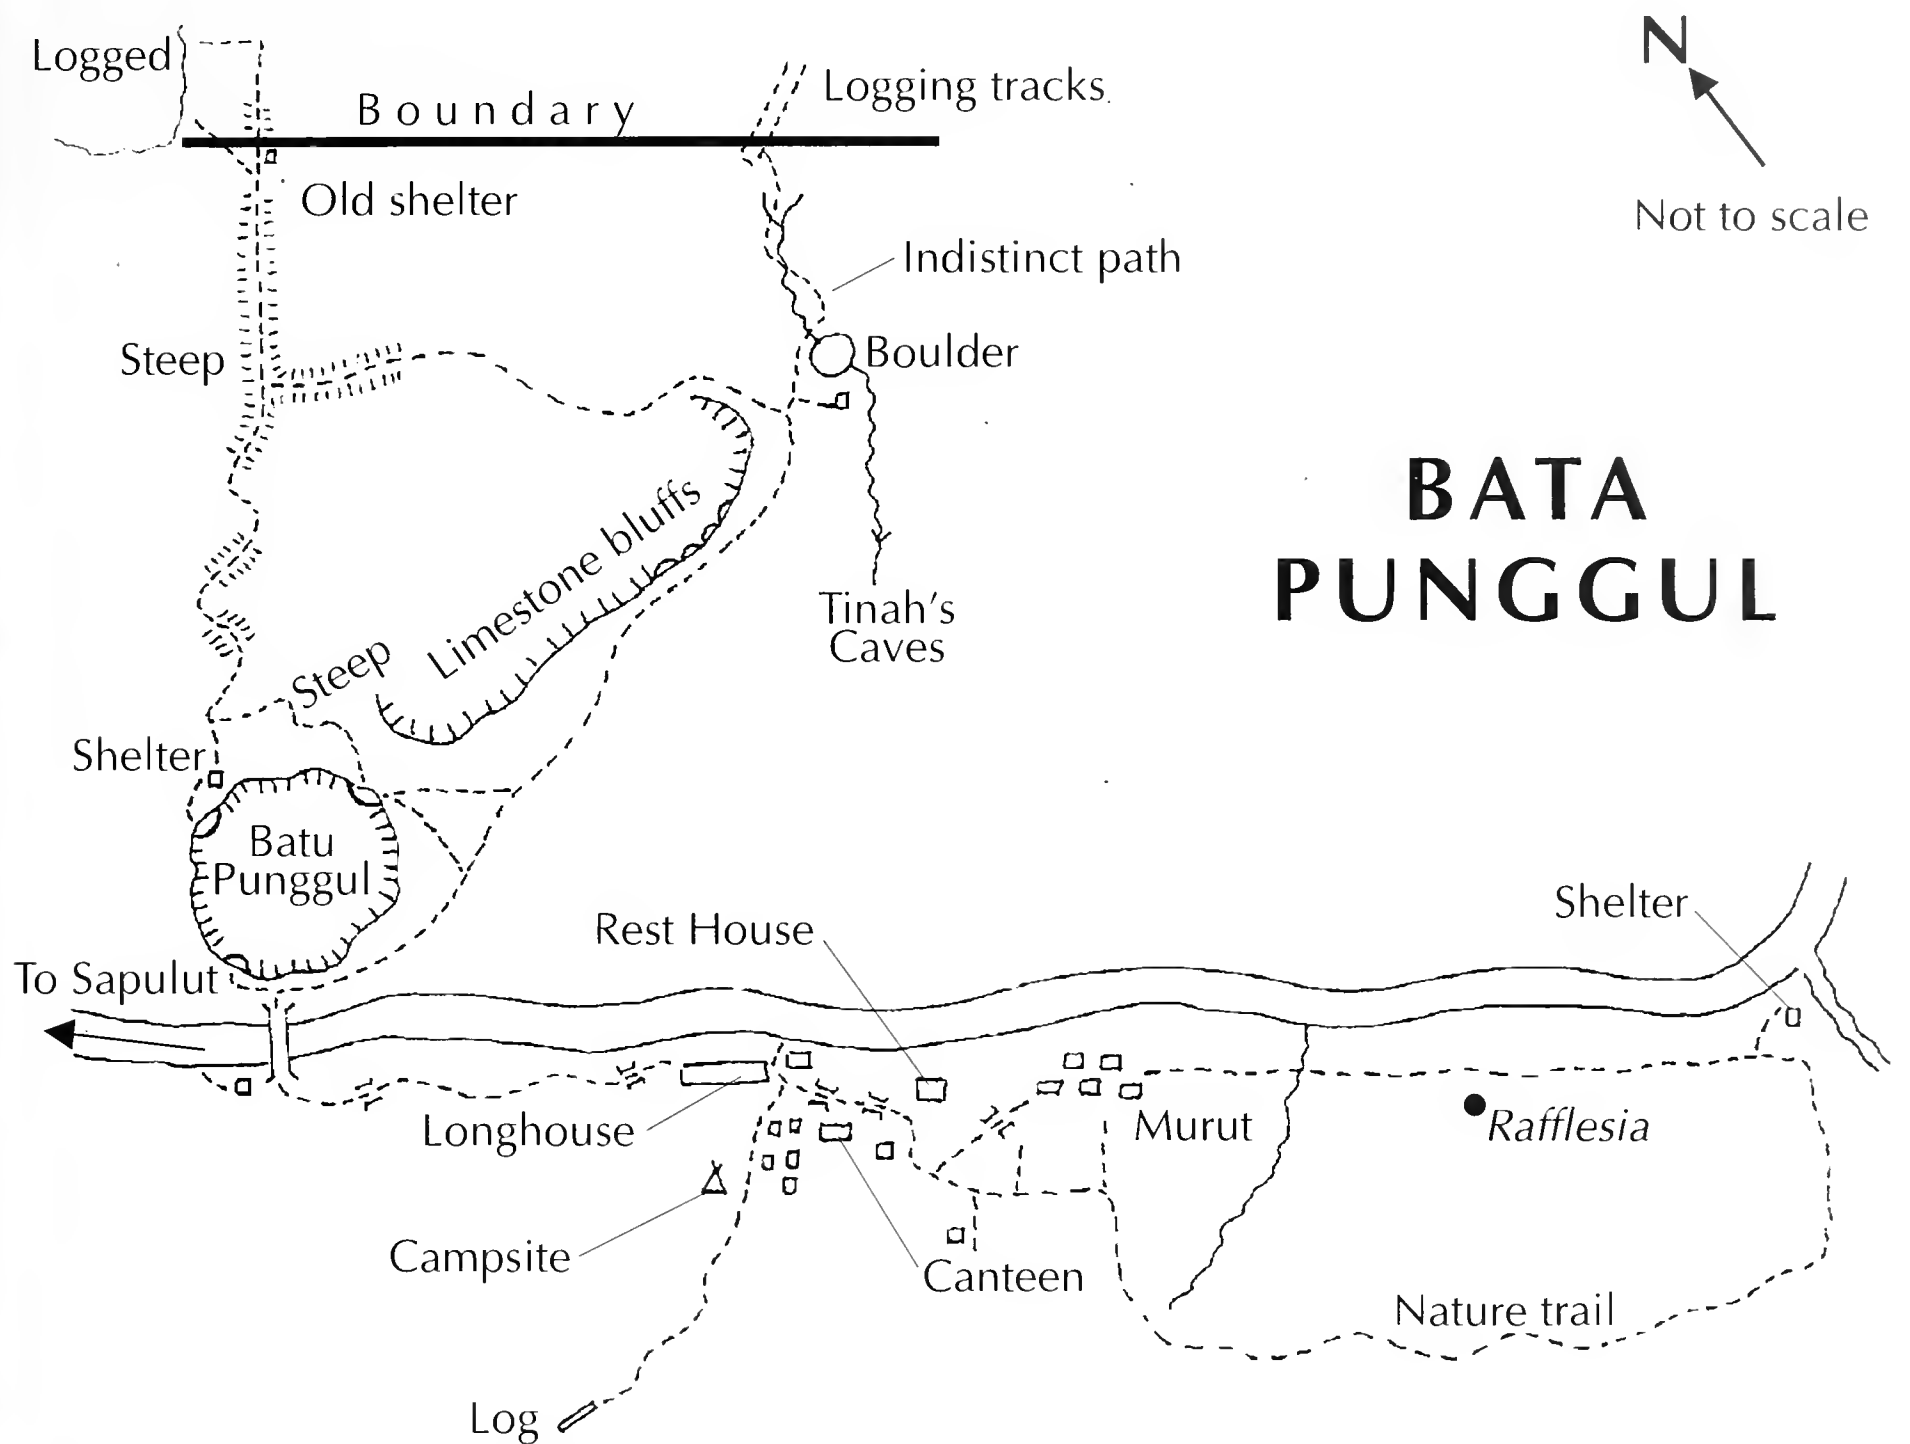 Logged
Boundary
Logging tracks
N
Not to scale
Old shelter
Indistinct path
Steep
Boulder
BATA
PUNGGUL
Limestone bluffs
Tinah's
Caves
Steep
Shelter
Batu
Punggul
To Sapulut
Rest House
Shelter
Longhouse
Murut
Rafflesia
Campsite
Canteen
Nature trail
Log